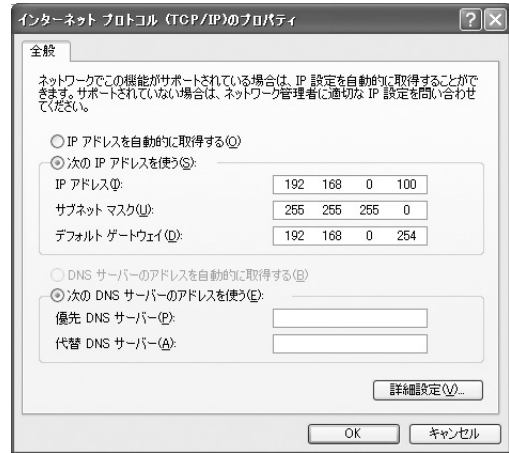 インターネット プロトコル (TCP/IP)のプロパティ
全般
ネットワークでこの機能がサポートされている場合は、IP 設定を自動的に取得することがで
きます。サポートされていない場合は、ネットワーク管理者に適切な IP 設定を問い合わせ
てください。
IP アドレスを自動的に取得する(O)
次の IP アドレスを使う(S):
IP アドレス(I): 192 168 0 100
サブネット マスク(U): 255 255 255 0
デフォルト ゲートウェイ(D): 192 168 0 254
DNS サーバーのアドレスを自動的に取得する(B)
次の DNS サーバーのアドレスを使う(E):
優先 DNS サーバー(P):
代替 DNS サーバー(A):
詳細設定(V)...
OK キャンセル